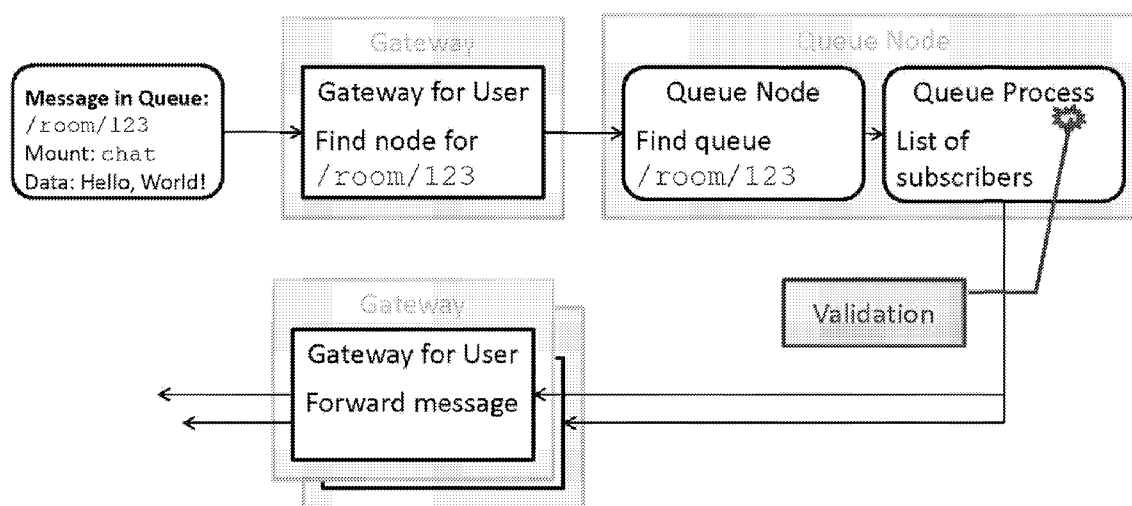 Gateway
Queue Node
Message in Queue:
/room/123
Mount: chat
Data: Hello, World!
Gateway for User
Find node for
/room/123
Queue Node
Find queue
/room/123
Queue Process
List of
subscribers
Validation
Gateway
Gateway for User
Forward message